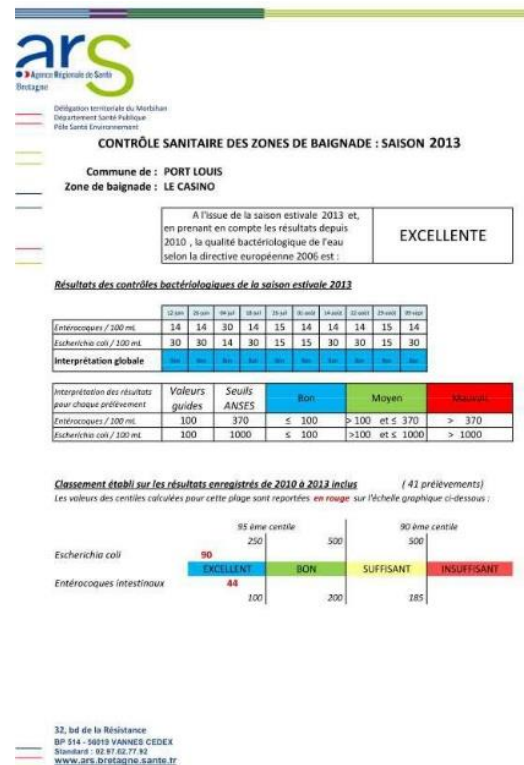 ars
Agence Régionale de Santé
Bretagne
Délégation territoriale du Morbihan
Département Santé Publique
Pôle Santé Environnement
CONTRÔLE SANITAIRE DES ZONES DE BAIGNADE : SAISON 2013
Commune de : PORT LOUIS
Zone de baignade : LE CASINO
A l'issue de la saison estivale 2013 et,
en prenant en compte les résultats depuis
2010 , la qualité bactériologique de l'eau
selon la directive européenne 2006 est :
EXCELLENTE
Résultats des contrôles bactériologiques de la saison estivale 2013
Entérocoques / 100 mL 14 14 30 14 15 14 14 14 15 14
Escherichia coli / 100 mL 30 30 14 30 15 15 30 30 15 30
Interprétation globale Bon Bon Bon Bon Bon Bon Bon Bon Bon Bon
Interprétation des résultats Valeurs Seuils Bon Moyen Mauvais
pour chaque prélèvement guides ANSES
Entérocoques / 100 mL 100 370 ≤ 100 > 100 et ≤ 370 > 370
Escherichia coli / 100 mL 100 1000 ≤ 100 >100 et ≤ 1000 > 1000
Classement établi sur les résultats enregistrés de 2010 à 2013 inclus ( 41 prélèvements)
Les valeurs des centiles calculées pour cette plage sont reportées en rouge sur l'échelle graphique ci-dessous :
95 ème centile 90 ème centile
250 500 500
Escherichia coli 90
EXCELLENT BON SUFFISANT INSUFFISANT
Entérocoques intestinaux 44
100 200 185
32, bd de la Résistance
BP 514 - 56019 VANNES CEDEX
Standard : 02.97.62.77.92
www.ars.bretagne.sante.fr